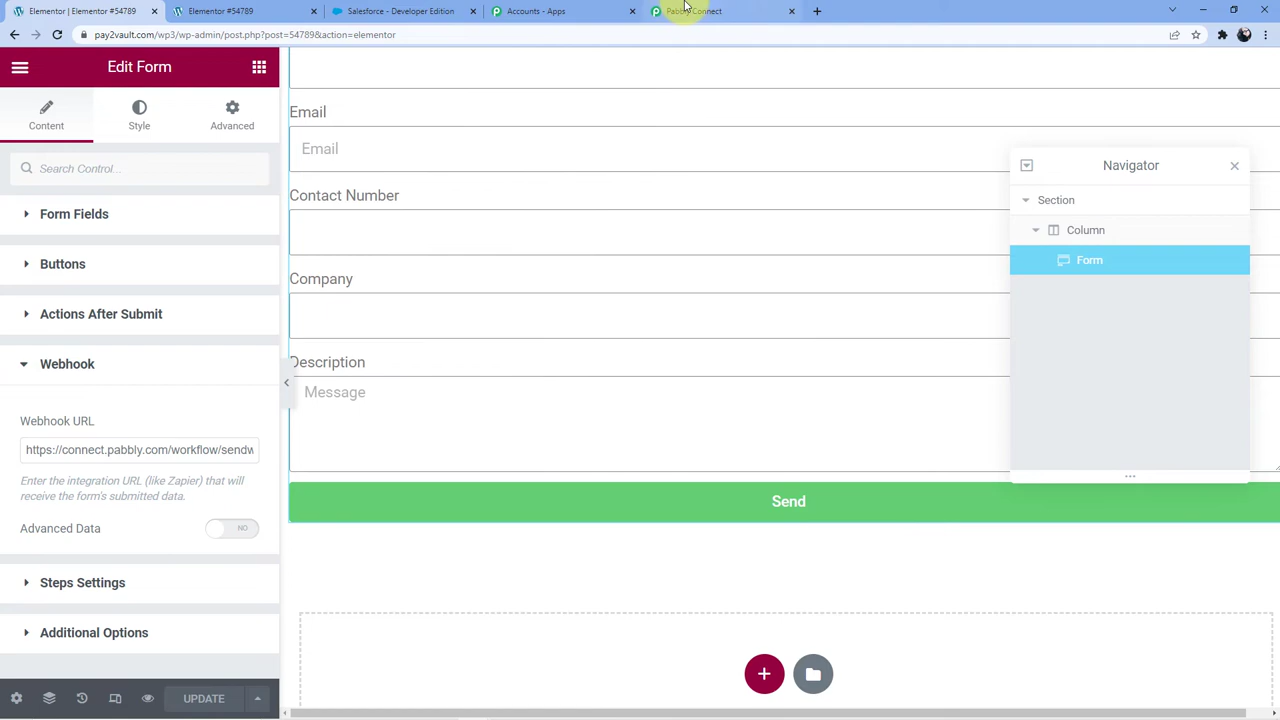 Elementor | Elementor #54789
Elementor #54789
Salesforce - Developer Edition
Accounts - Apps
Pabbly Connect
pay2vault.com/wp3/wp-admin/post.php?post=54789&action=elementor
Edit Form
Content
Style
Advanced
Search Control...
Form Fields
Buttons
Actions After Submit
Webhook
Webhook URL
https://connect.pabbly.com/workflow/sendw
Enter the integration URL (like Zapier) that will
receive the form's submitted data.
Advanced Data
NO
Steps Settings
Additional Options
UPDATE
Email
Email
Contact Number
Company
Description
Message
Send
Navigator
Section
Column
Form